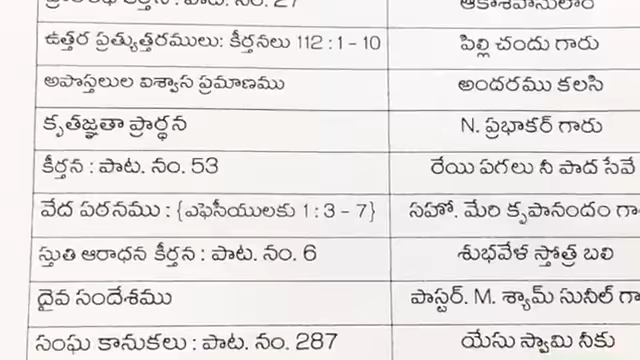 ఉత్తర ప్రత్యుత్తరములు: కీర్తనలు 112 : 1 – 10 పిల్లి చందు గారు
అపొస్తలుల విశ్వాస ప్రమాణము అందరము కలసి
కృతజ్ఞతా ప్రార్థన N. ప్రభాకర్ గారు
కీర్తన : పాట. నం. 53 రేయి పగలు నీ పాద సేవే
వేద పఠనము : {ఎఫెసీయులకు 1 : 3 – 7} సహో. మేరి కృపానందం గా
స్తుతి ఆరాధన కీర్తన : పాట. నం. 6 శుభవేళ స్తోత్ర బలి
దైవ సందేశము పాస్టర్. M. శ్యామ్ సునీల్ గా
సంఘ కానుకలు : పాట. నం. 287 యేసు స్వామి నీకు